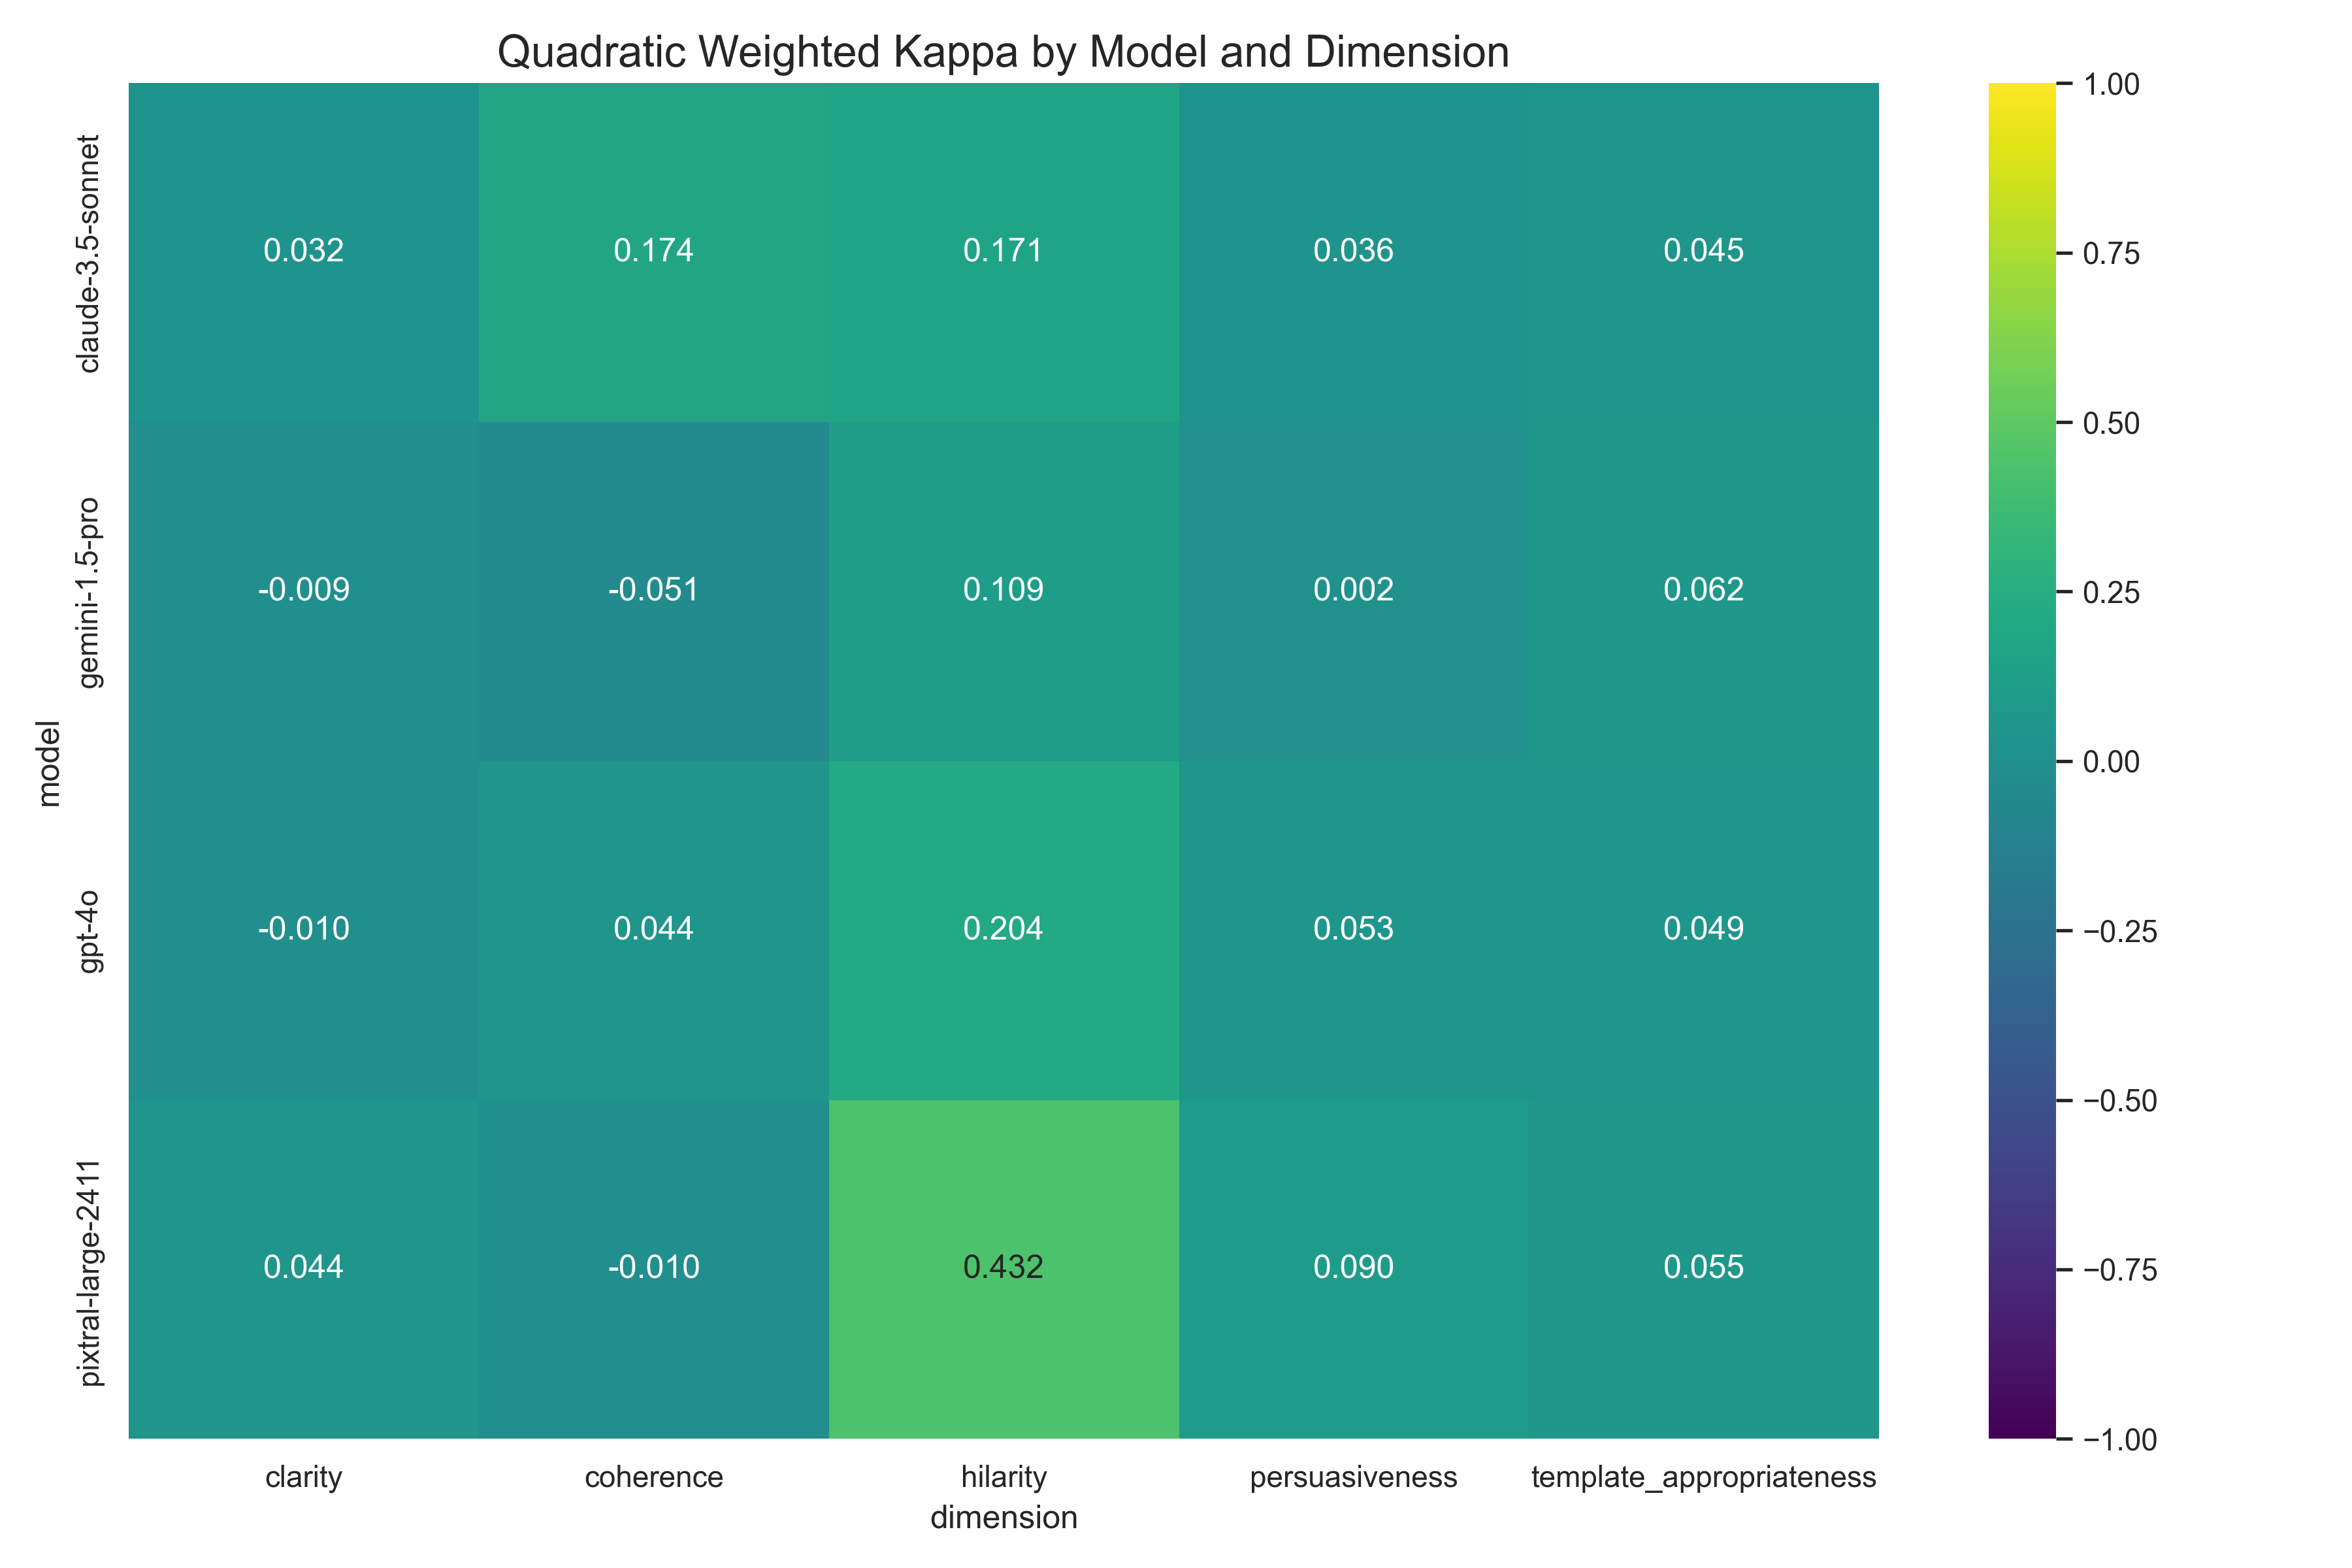 Quadratic Weighted Kappa by Model and Dimension
model
claude-3.5-sonnet
0.032 0.174 0.171 0.036 0.045
gemini-1.5-pro
-0.009 -0.051 0.109 0.002 0.062
gpt-4o
-0.010 0.044 0.204 0.053 0.049
pixtral-large-2411
0.044 -0.010 0.432 0.090 0.055
clarity coherence hilarity persuasiveness template_appropriateness
dimension
1.00
0.75
0.50
0.25
0.00
−0.25
−0.50
−0.75
−1.00